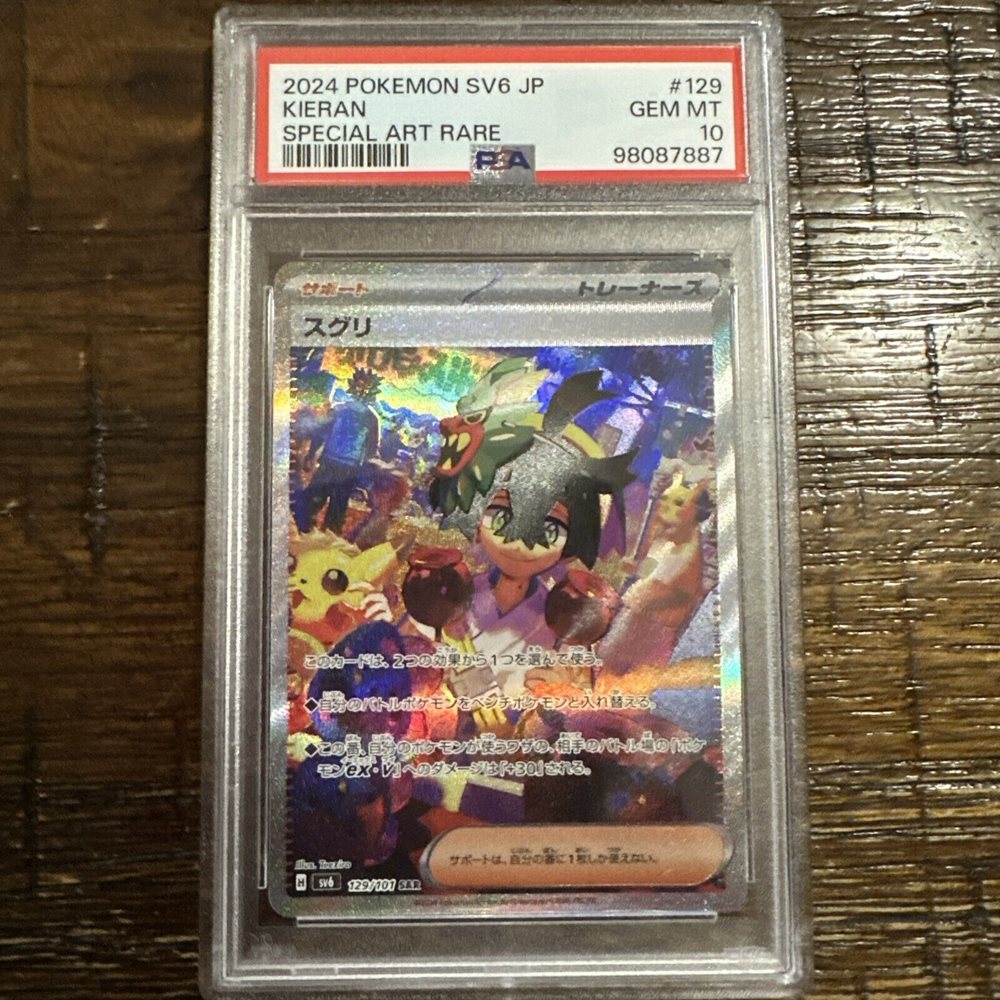 2024 POKEMON SV6 JP #129
KIERAN GEM MT
SPECIAL ART RARE 10
PSA 98087887
サポート トレーナーズ
スグリ
このカードは、2つの効果から1つを選んで使う。
◆自分のバトルポケモンをベンチポケモンと入れ替える。
◆この番、自分のポケモンが使うワザの、相手のバトル場の「ポケ
モンex・V」へのダメージは「+30」される。
サポートは、自分の番に1枚しか使えない。
Illus. Teeziro
H SV6 129/101 SAR